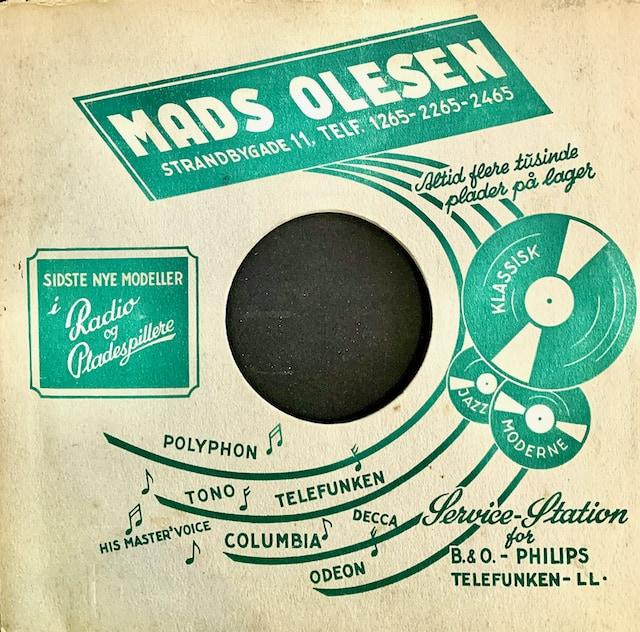 MADS OLESEN
STRANDBYGADE 11, TELF. 1265-2265-2465
Altid flere tusinde
plader på lager
SIDSTE NYE MODELLER
i Radio
og
Pladespillere
KLASSISK
JAZZ
MODERNE
POLYPHON
TONO
TELEFUNKEN
HIS MASTER'S VOICE
COLUMBIA
DECCA
ODEON
Service-Station
for
B.&O. - PHILIPS
TELEFUNKEN - LL.